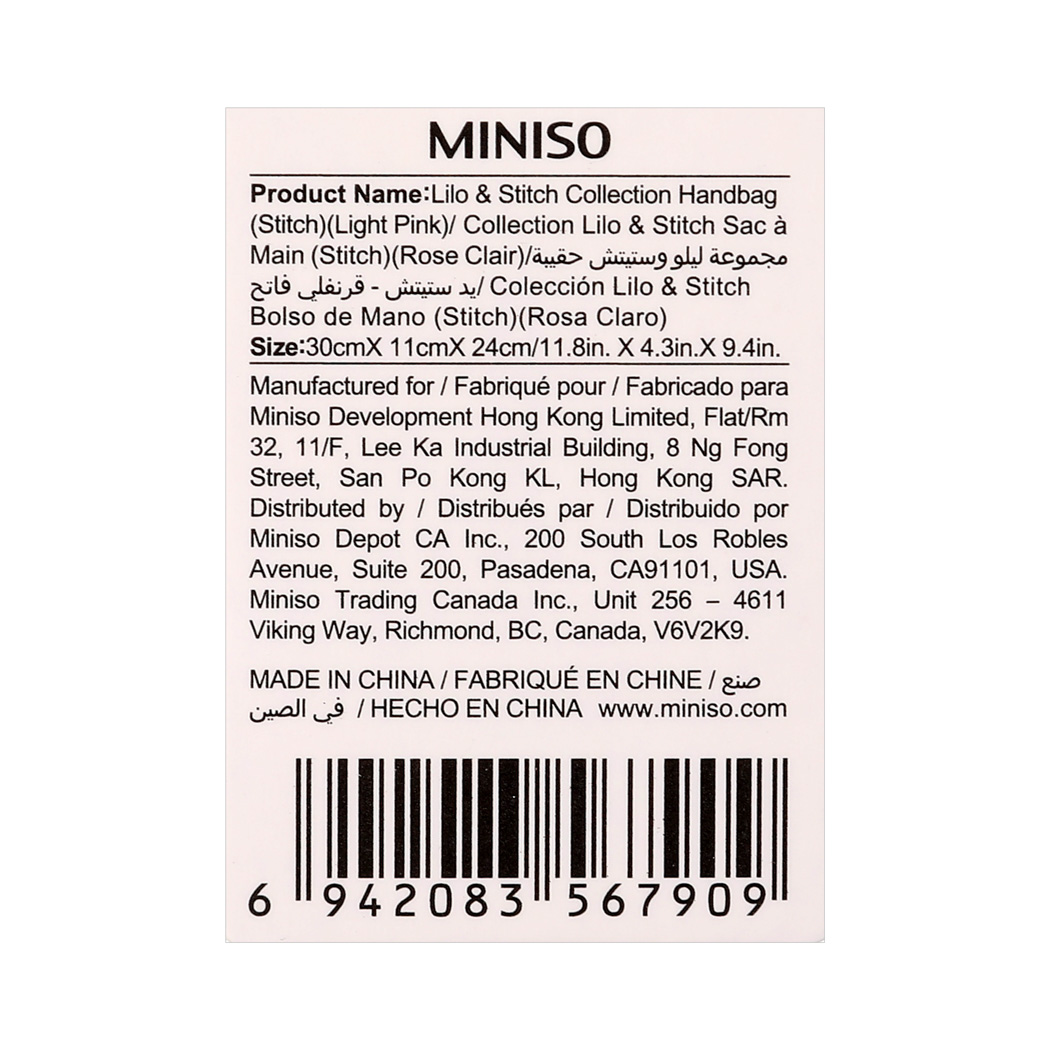 MINISO
Product Name:Lilo & Stitch Collection Handbag
(Stitch)(Light Pink)/ Collection Lilo & Stitch Sac à
Main (Stitch)(Rose Clair)/مجموعة ليلو وستيتش حقيبة
يد ستيتش - قرنفلي فاتح/ Colección Lilo & Stitch
Bolso de Mano (Stitch)(Rosa Claro)
Size:30cmX 11cmX 24cm/11.8in. X 4.3in.X 9.4in.
Manufactured for / Fabriqué pour / Fabricado para
Miniso Development Hong Kong Limited, Flat/Rm
32, 11/F, Lee Ka Industrial Building, 8 Ng Fong
Street, San Po Kong KL, Hong Kong SAR.
Distributed by / Distribués par / Distribuido por
Miniso Depot CA Inc., 200 South Los Robles
Avenue, Suite 200, Pasadena, CA91101, USA.
Miniso Trading Canada Inc., Unit 256 – 4611
Viking Way, Richmond, BC, Canada, V6V2K9.
MADE IN CHINA / FABRIQUÉ EN CHINE / صنع
في الصين / HECHO EN CHINA www.miniso.com
6 942083 567909